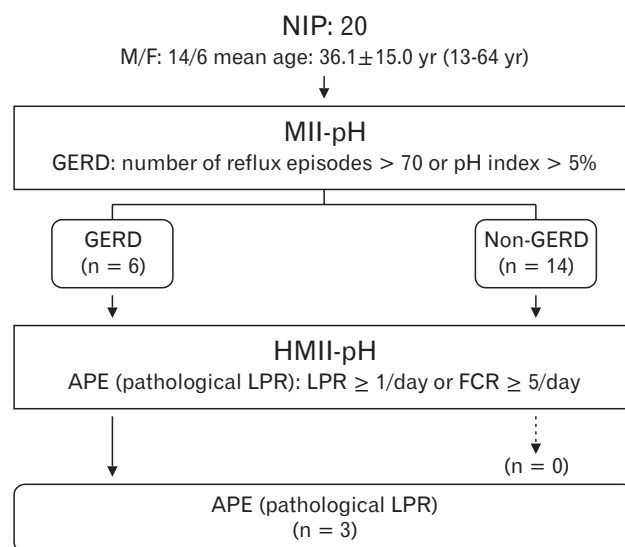 NIP: 20
M/F: 14/6 mean age: 36.1±15.0 yr (13-64 yr)
MII-pH
GERD: number of reflux episodes > 70 or pH index > 5%
GERD
(n = 6)
Non-GERD
(n = 14)
HMII-pH
APE (pathological LPR): LPR ≥ 1/day or FCR ≥ 5/day
(n = 0)
APE (pathological LPR)
(n = 3)